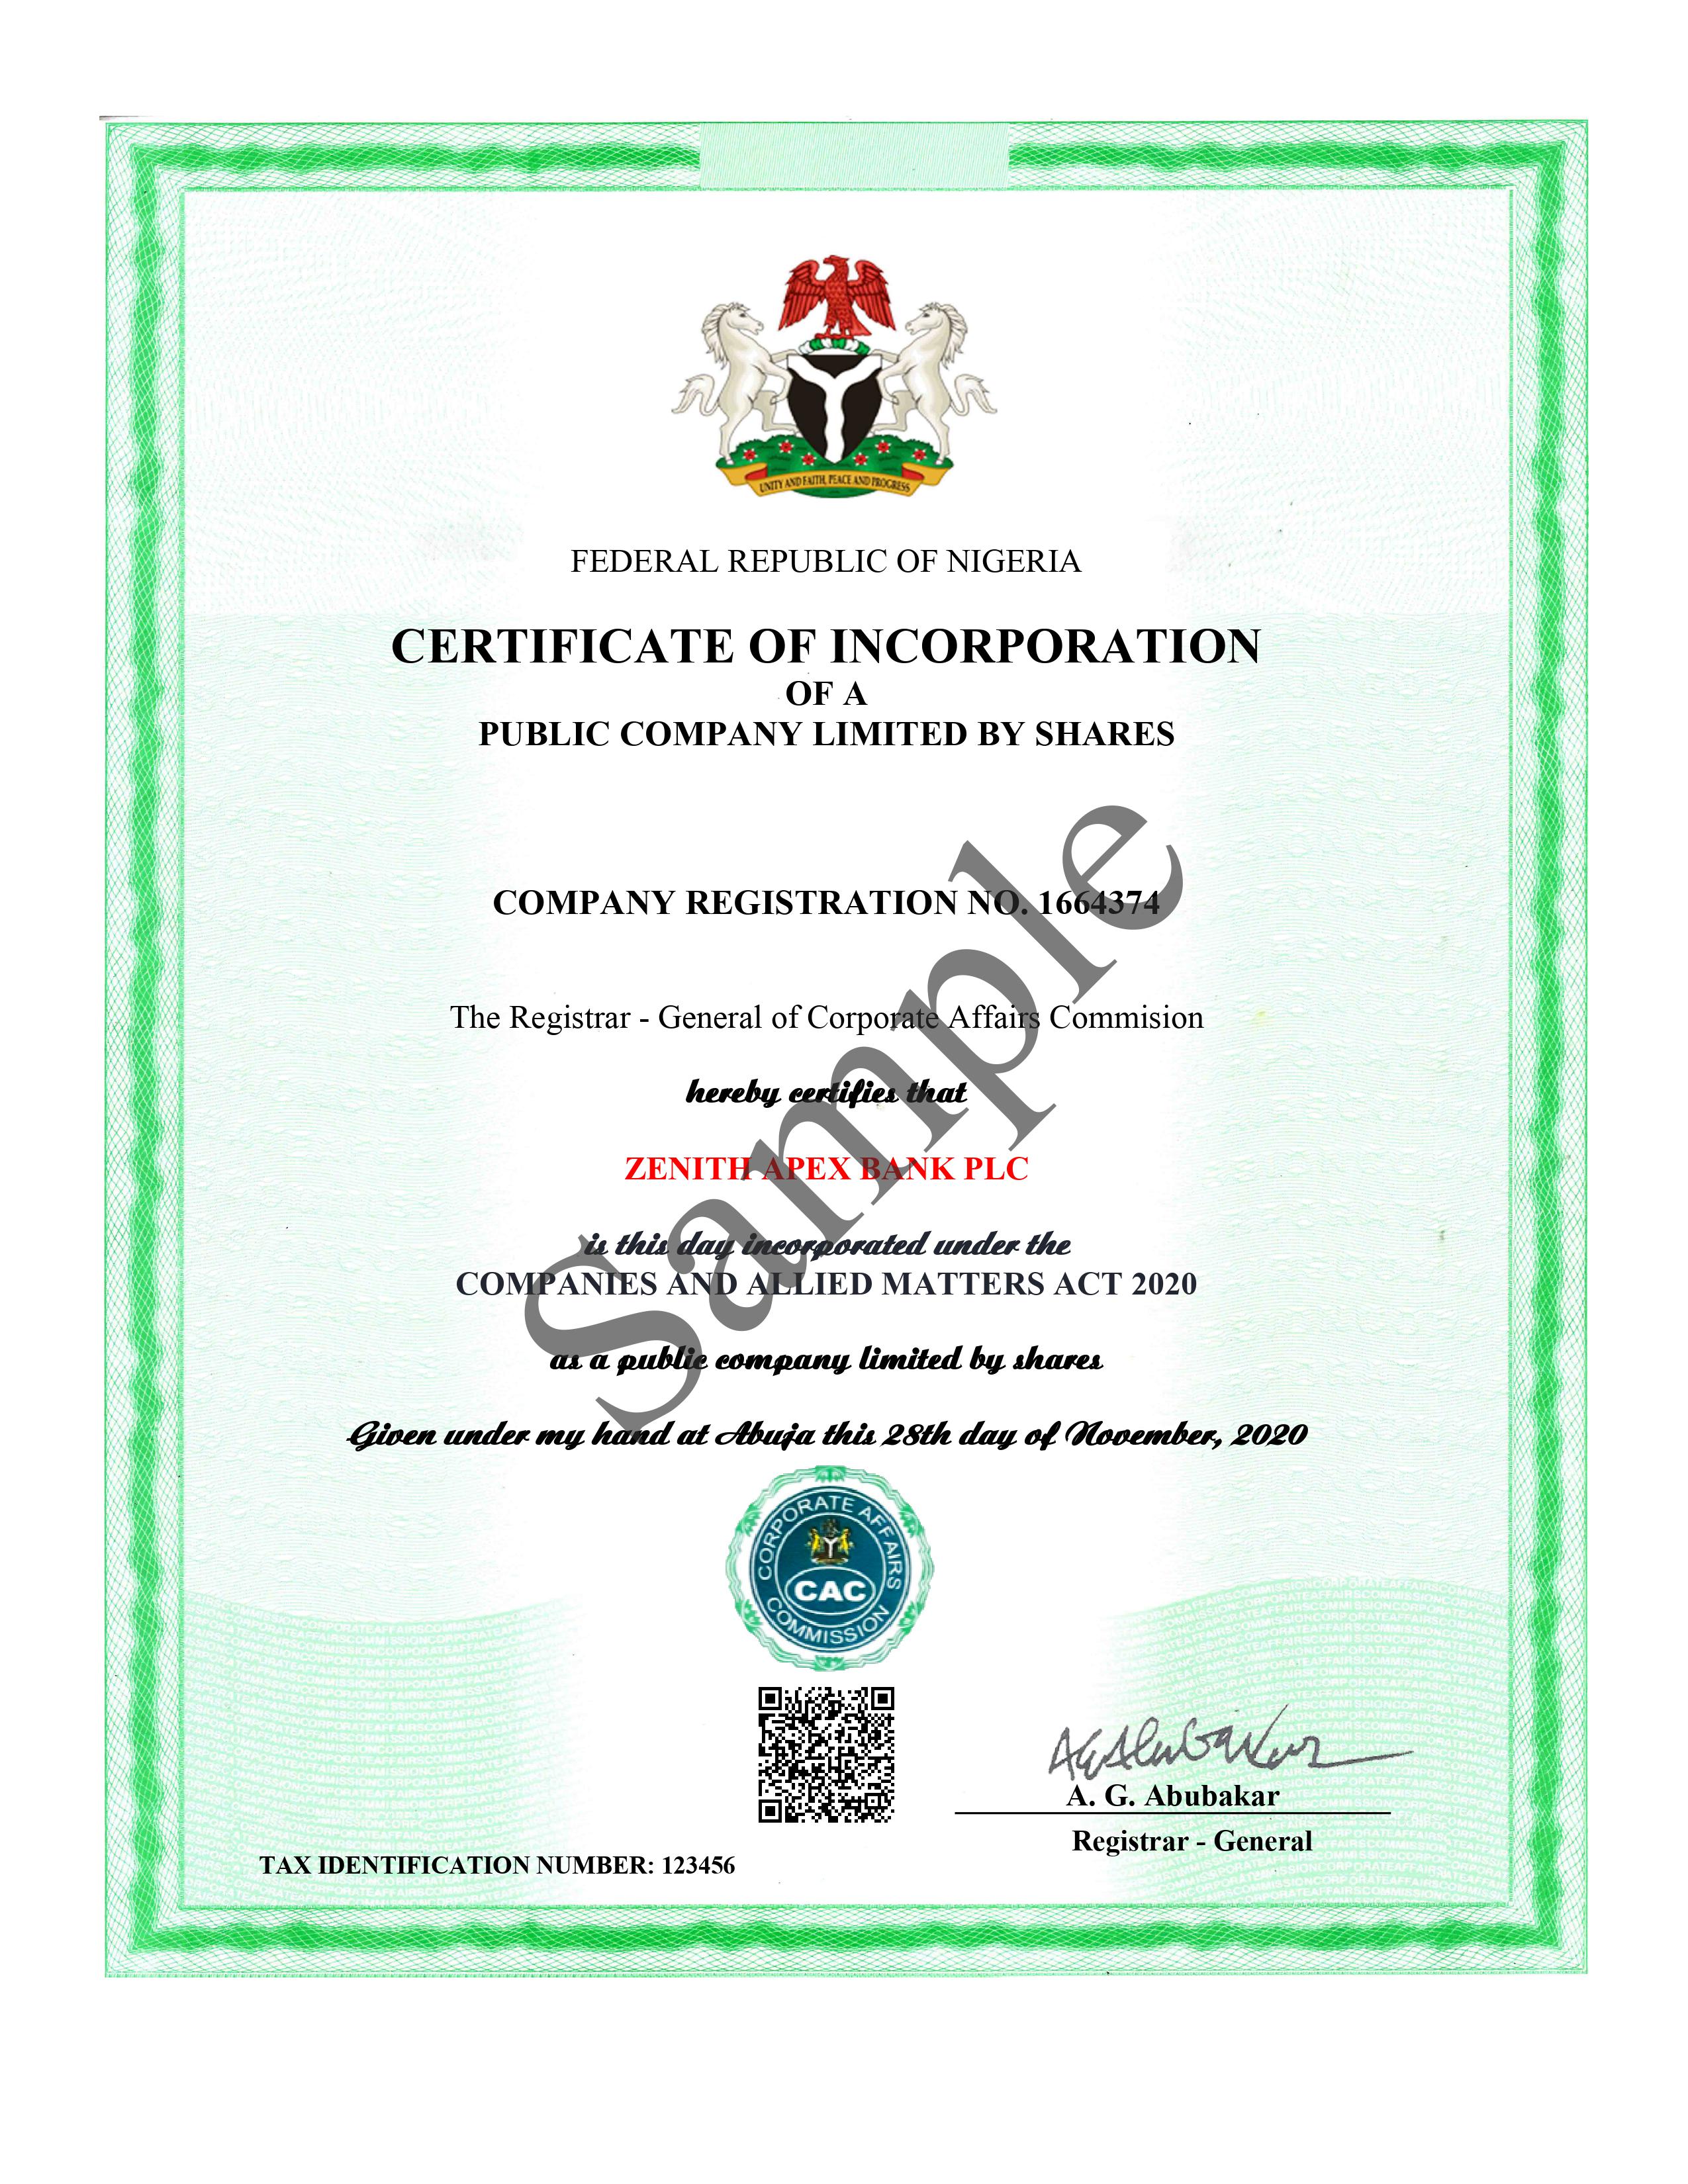 UNITY AND FAITH, PEACE AND PROGRESS
FEDERAL REPUBLIC OF NIGERIA
CERTIFICATE OF INCORPORATION
OF A
PUBLIC COMPANY LIMITED BY SHARES
COMPANY REGISTRATION NO. 1664374
The Registrar - General of Corporate Affairs Commision
hereby certifies that
ZENITH APEX BANK PLC
is this day incorporated under the
COMPANIES AND ALLIED MATTERS ACT 2020
as a public company limited by shares
Given under my hand at Abuja this 28th day of November, 2020
Sample
CORPORATE AFFAIRS
CAC
COMMISSION
A. G. Abubakar
Registrar - General
TAX IDENTIFICATION NUMBER: 123456